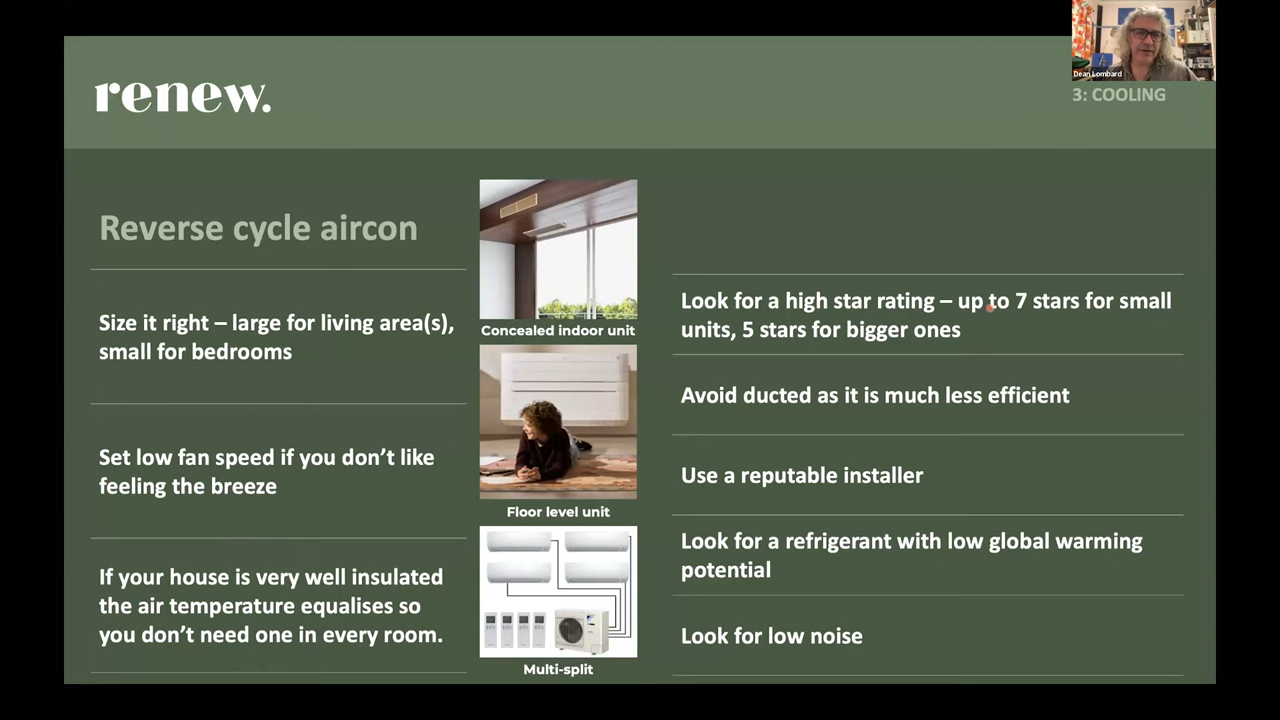 renew.
Dean Lombard
3: COOLING
Reverse cycle aircon
Size it right – large for living area(s),
small for bedrooms
Set low fan speed if you don’t like
feeling the breeze
If your house is very well insulated
the air temperature equalises so
you don’t need one in every room.
Concealed indoor unit
Floor level unit
Multi-split
Look for a high star rating – up to 7 stars for small
units, 5 stars for bigger ones
Avoid ducted as it is much less efficient
Use a reputable installer
Look for a refrigerant with low global warming
potential
Look for low noise